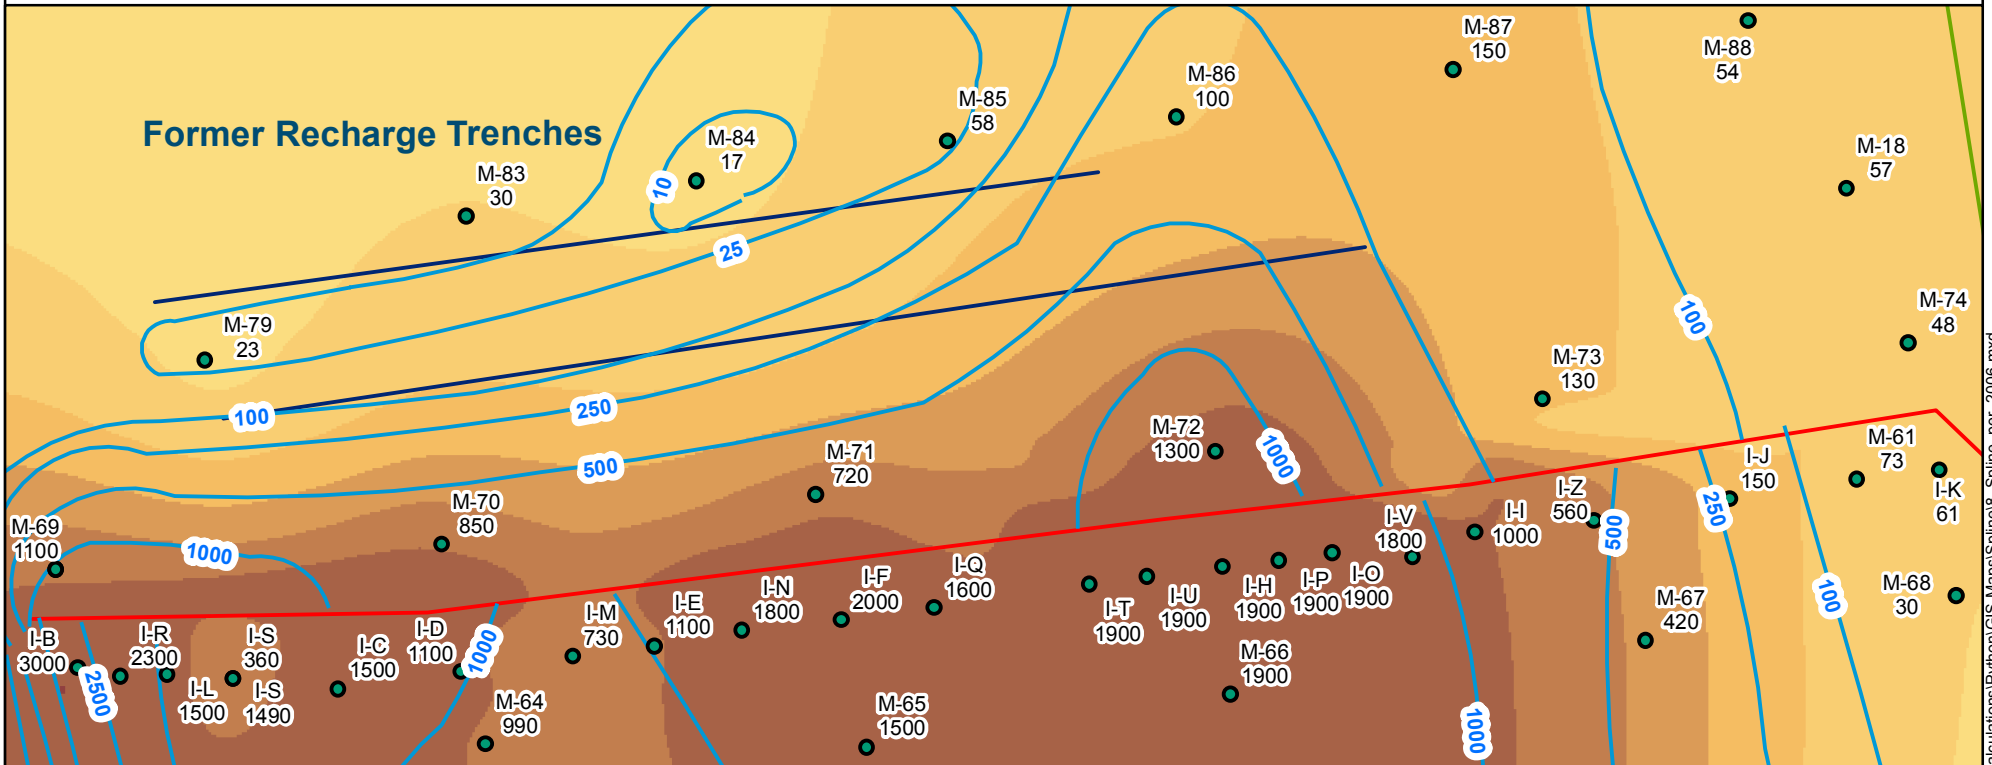 M-87
150
M-88
54
M-86
100
M-85
58
Former Recharge Trenches
M-84
17
10
M-83
30
M-18
57
25
M-79
23
M-74
48
100
M-73
130
100
250
M-72
1300
M-61
73
M-71
720
500
1000
I-J
150
I-K
61
M-70
850
I-Z
560
250
I-I
1000
I-V
1800
500
M-69
1100
1000
I-Q
1600
I-O
1900
I-P
1900
I-H
1900
I-U
1900
I-T
1900
I-F
2000
I-N
1800
I-E
1100
I-M
730
M-68
30
100
M-67
420
I-B
3000
I-R
2300
I-S
360
I-C
1500
I-D
1100
1000
M-66
1900
2500
I-L
1500
I-S
1490
M-64
990
M-65
1500
1000